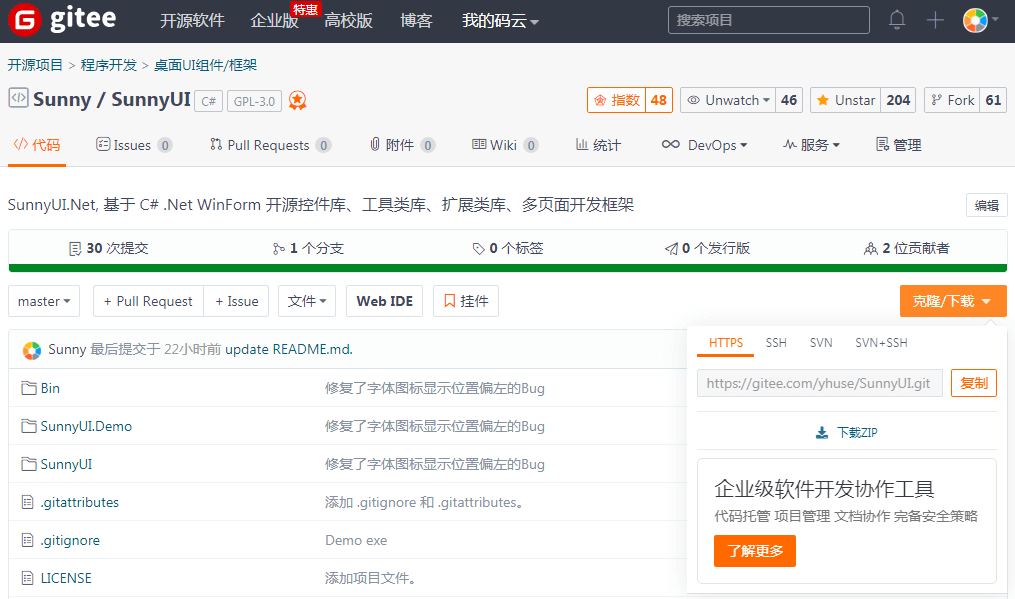 gitee 开源软件 企业版 特惠 高校版 博客 我的码云 搜索项目
开源项目 > 程序开发 > 桌面UI组件/框架
Sunny / SunnyUI C# GPL-3.0 指数 48 Unwatch 46 Unstar 204 Fork 61
代码 Issues 0 Pull Requests 0 附件 0 Wiki 0 统计 DevOps 服务 管理
SunnyUI.Net, 基于 C# .Net WinForm 开源控件库、工具类库、扩展类库、多页面开发框架 编辑
30 次提交 1 个分支 0 个标签 0 个发行版 2 位贡献者
master + Pull Request + Issue 文件 Web IDE 挂件 克隆/下载
Sunny 最后提交于 22小时前 update README.md.
Bin 修复了字体图标显示位置偏左的Bug
SunnyUI.Demo 修复了字体图标显示位置偏左的Bug
SunnyUI 修复了字体图标显示位置偏左的Bug
.gitattributes 添加 .gitignore 和 .gitattributes。
.gitignore Demo exe
LICENSE 添加项目文件。
HTTPS SSH SVN SVN+SSH
https://gitee.com/yhuse/SunnyUI.git 复制
下载ZIP
企业级软件开发协作工具
代码托管 项目管理 文档协作 完备安全策略
了解更多